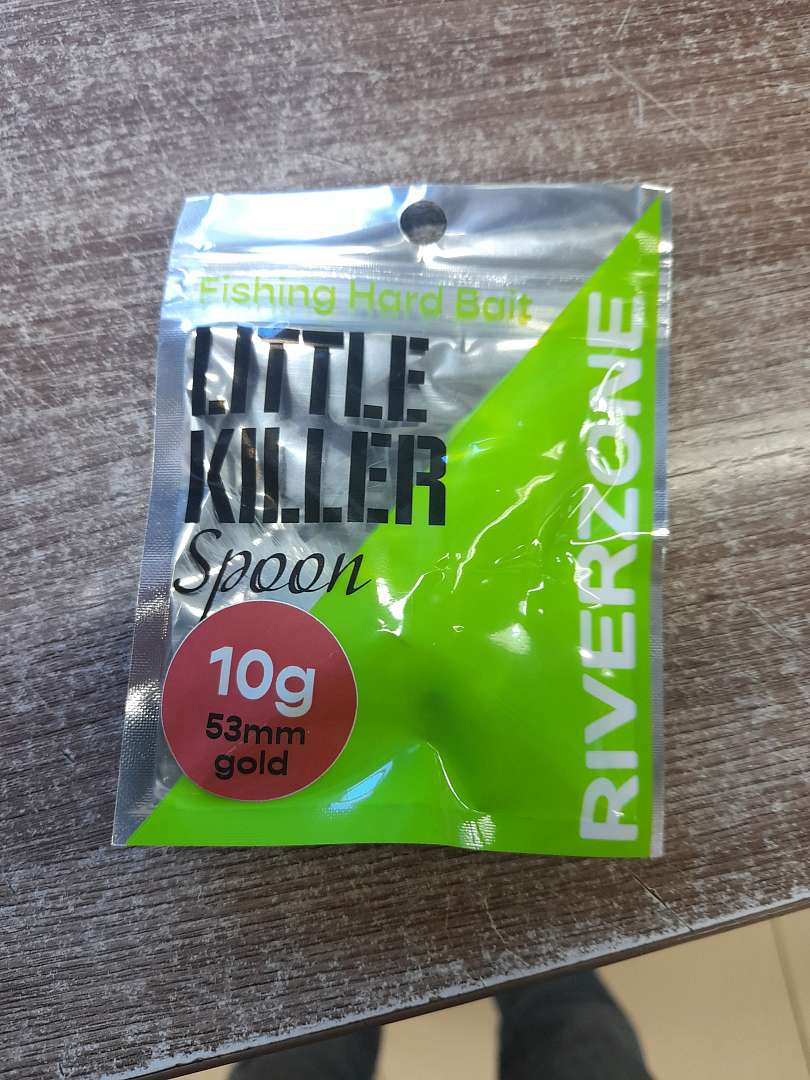 Fishing Hard Bait
LITTLE
KILLER
Spoon
10g
53mm
gold
RIVERZONE